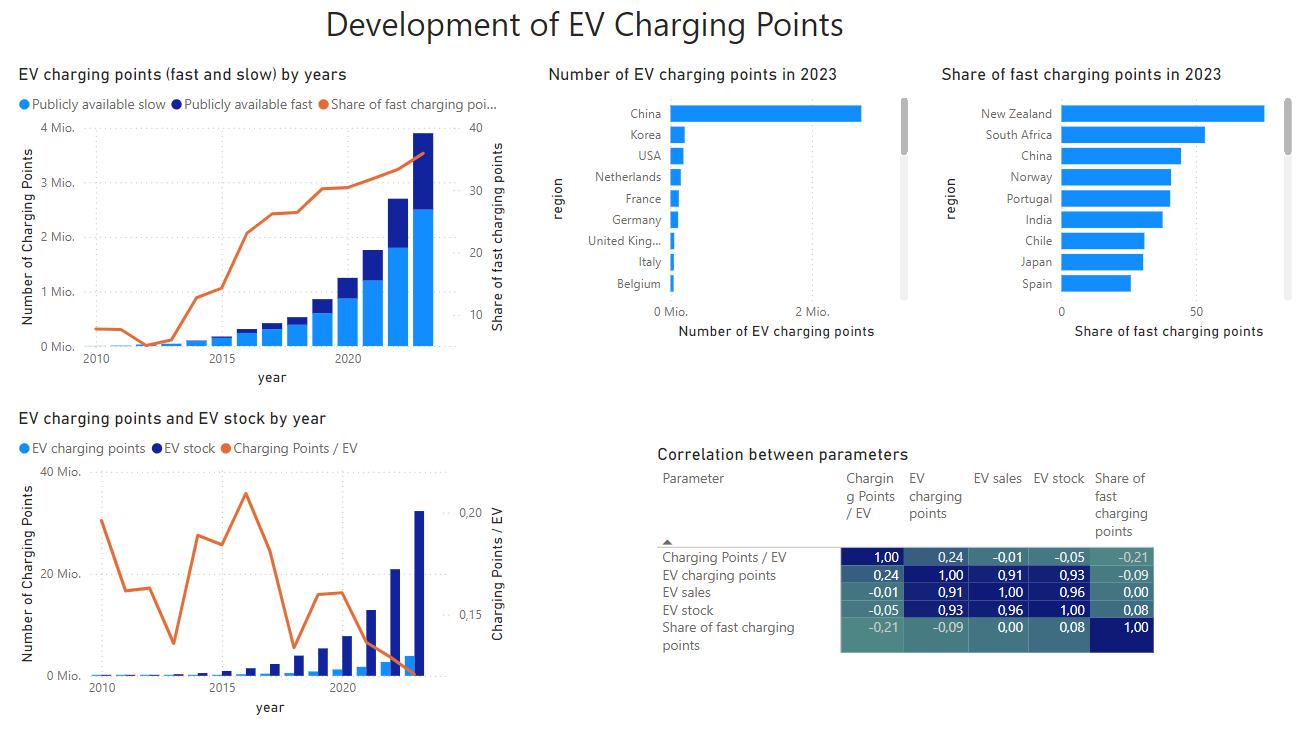 Development of EV Charging Points
EV charging points (fast and slow) by years
Publicly available slow Publicly available fast Share of fast charging poi...
4 Mio.
3 Mio.
2 Mio.
1 Mio.
0 Mio.
Number of Charging Points
40
30
20
10
Share of fast charging points
2010 2015 2020
year
Number of EV charging points in 2023
region
China
Korea
USA
Netherlands
France
Germany
United King...
Italy
Belgium
0 Mio. 2 Mio.
Number of EV charging points
Share of fast charging points in 2023
region
New Zealand
South Africa
China
Norway
Portugal
India
Chile
Japan
Spain
0 50
Share of fast charging points
EV charging points and EV stock by year
EV charging points EV stock Charging Points / EV
40 Mio.
20 Mio.
0 Mio.
Number of Charging Points
0,20
0,15
Charging Points / EV
2010 2015 2020
year
Correlation between parameters
Parameter Chargin EV EV sales EV stock Share of
g Points charging fast
/ EV points charging
points
Charging Points / EV 1,00 0,24 -0,01 -0,05 -0,21
EV charging points 0,24 1,00 0,91 0,93 -0,09
EV sales -0,01 0,91 1,00 0,96 0,00
EV stock -0,05 0,93 0,96 1,00 0,08
Share of fast charging -0,21 -0,09 0,00 0,08 1,00
points